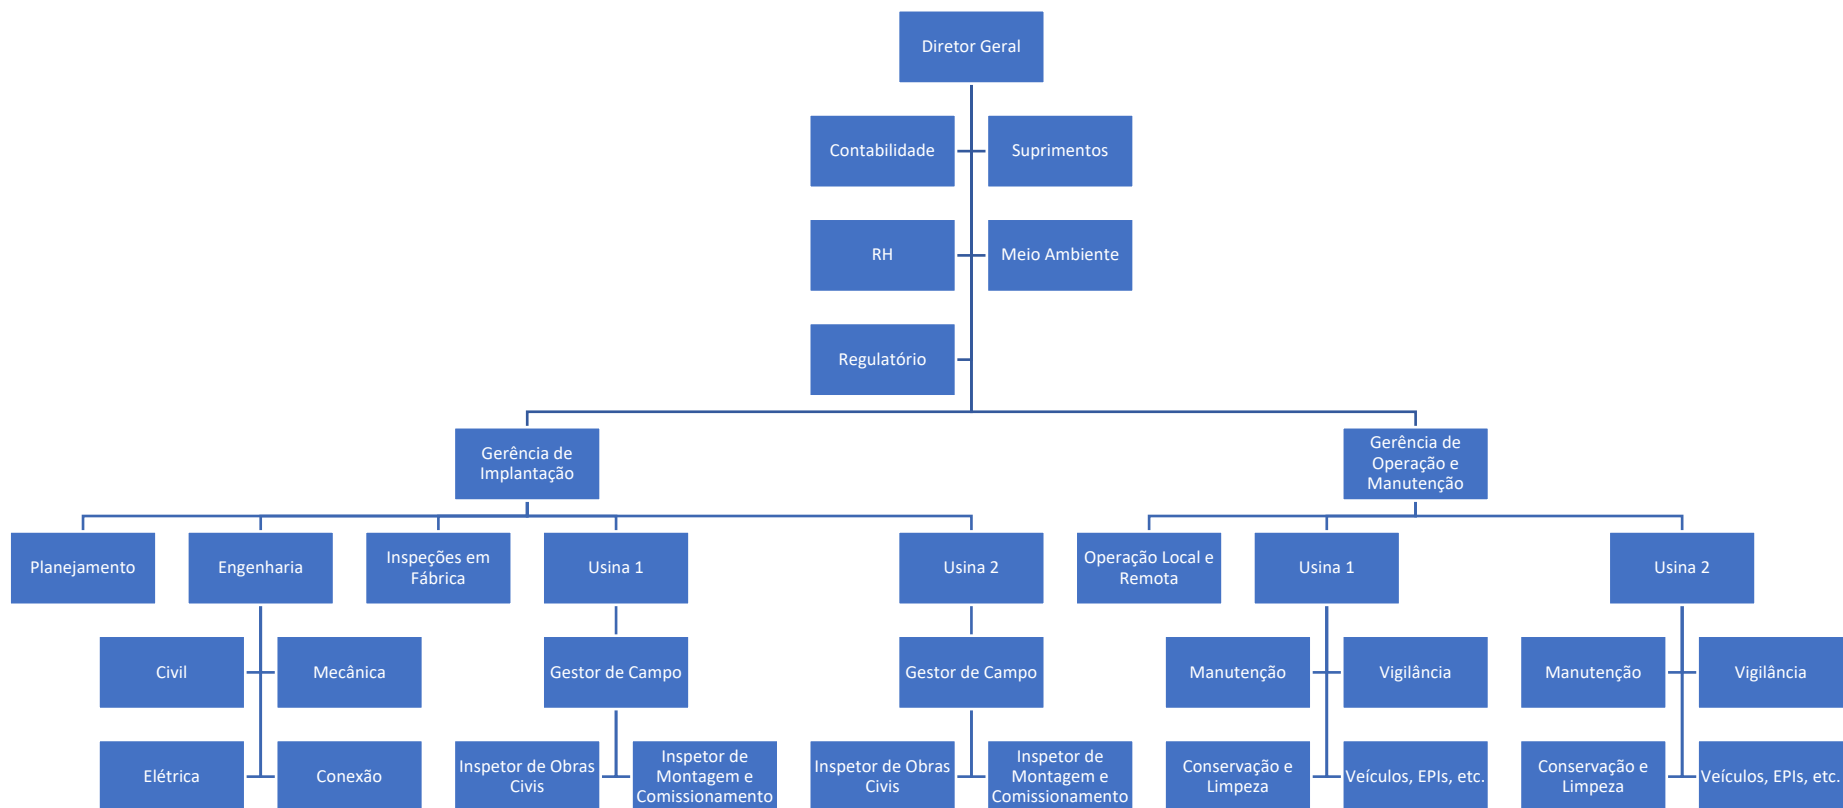 Diretor Geral
Contabilidade
Suprimentos
RH
Meio Ambiente
Regulatório
Gerência de
Implantação
Gerência de
Operação e
Manutenção
Planejamento
Engenharia
Inspeções em
Fábrica
Usina 1
Usina 2
Operação Local e
Remota
Usina 1
Usina 2
Civil
Mecânica
Gestor de Campo
Gestor de Campo
Manutenção
Vigilância
Manutenção
Vigilância
Elétrica
Conexão
Inspetor de Obras
Civis
Inspetor de
Montagem e
Comissionamento
Inspetor de Obras
Civis
Inspetor de
Montagem e
Comissionamento
Conservação e
Limpeza
Veículos, EPIs, etc.
Conservação e
Limpeza
Veículos, EPIs, etc.